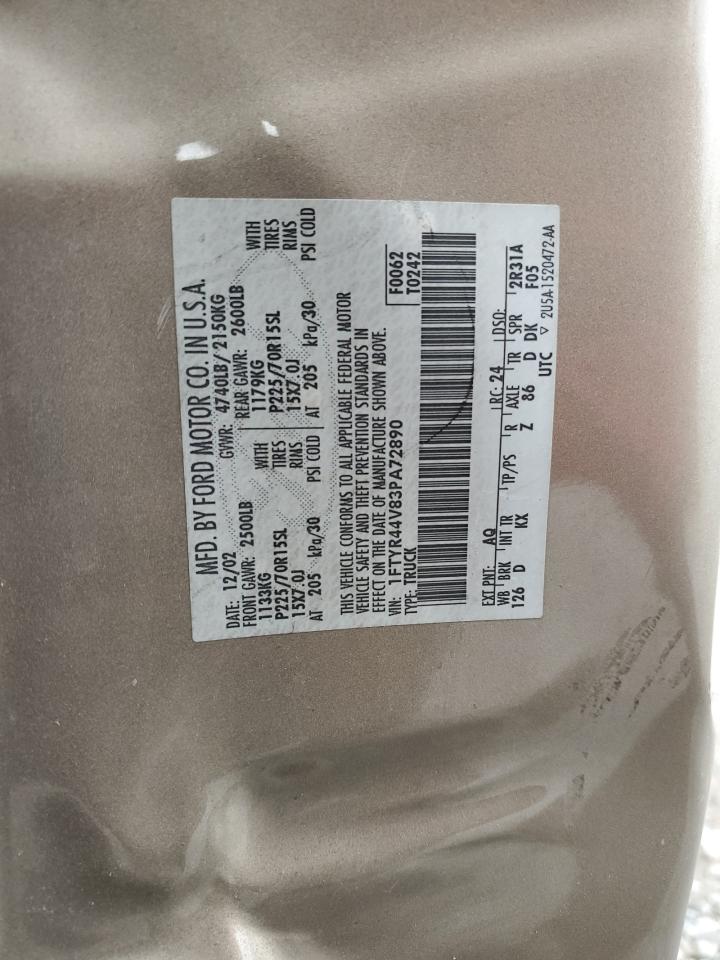 MFD. BY FORD MOTOR CO. IN U.S.A.
DATE: 12/02 GVWR: 4740LB/ 2150KG
FRONT GAWR: 2500LB REAR GAWR: 2600LB
1133KG WITH 1179KG WITH
P225/70R15SL TIRES P225/70R15SL TIRES
15X7.0J RIMS 15X7.0J RIMS
AT 205 kPa/30 PSI COLD AT 205 kPa/30 PSI COLD
THIS VEHICLE CONFORMS TO ALL APPLICABLE FEDERAL MOTOR
VEHICLE SAFETY AND THEFT PREVENTION STANDARDS IN
EFFECT ON THE DATE OF MANUFACTURE SHOWN ABOVE.
VIN: 1FTYR44V83PA72890 F0062
TYPE: TRUCK T0242
EXT PNT: AQ RC: 24 DSO:
WB BRK INT TR TP/PS R AXLE TR SPR 2R31A
126 D KX Z 86 D DK F05
UTC ▽ 2U5A-1520472-AA